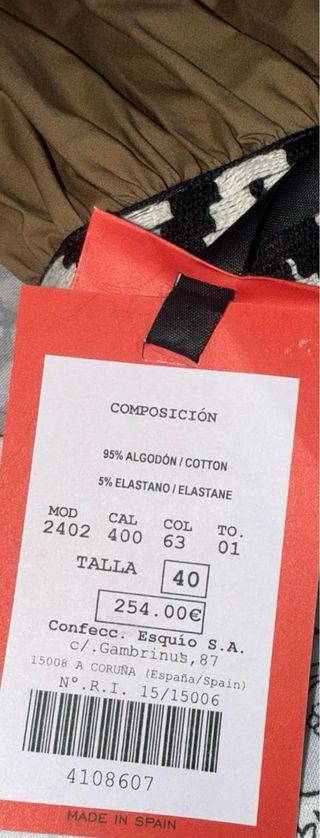 COMPOSICIÓN
95% ALGODÓN / COTTON
5% ELASTANO / ELASTANE
MOD CAL COL TO.
2402 400 63 01
TALLA 40
254.00€
Confecc. Esquío S.A.
c/.Gambrinus,87
15008 A CORUÑA (España/Spain)
Nº.R.I. 15/15006
4108607
MADE IN SPAIN